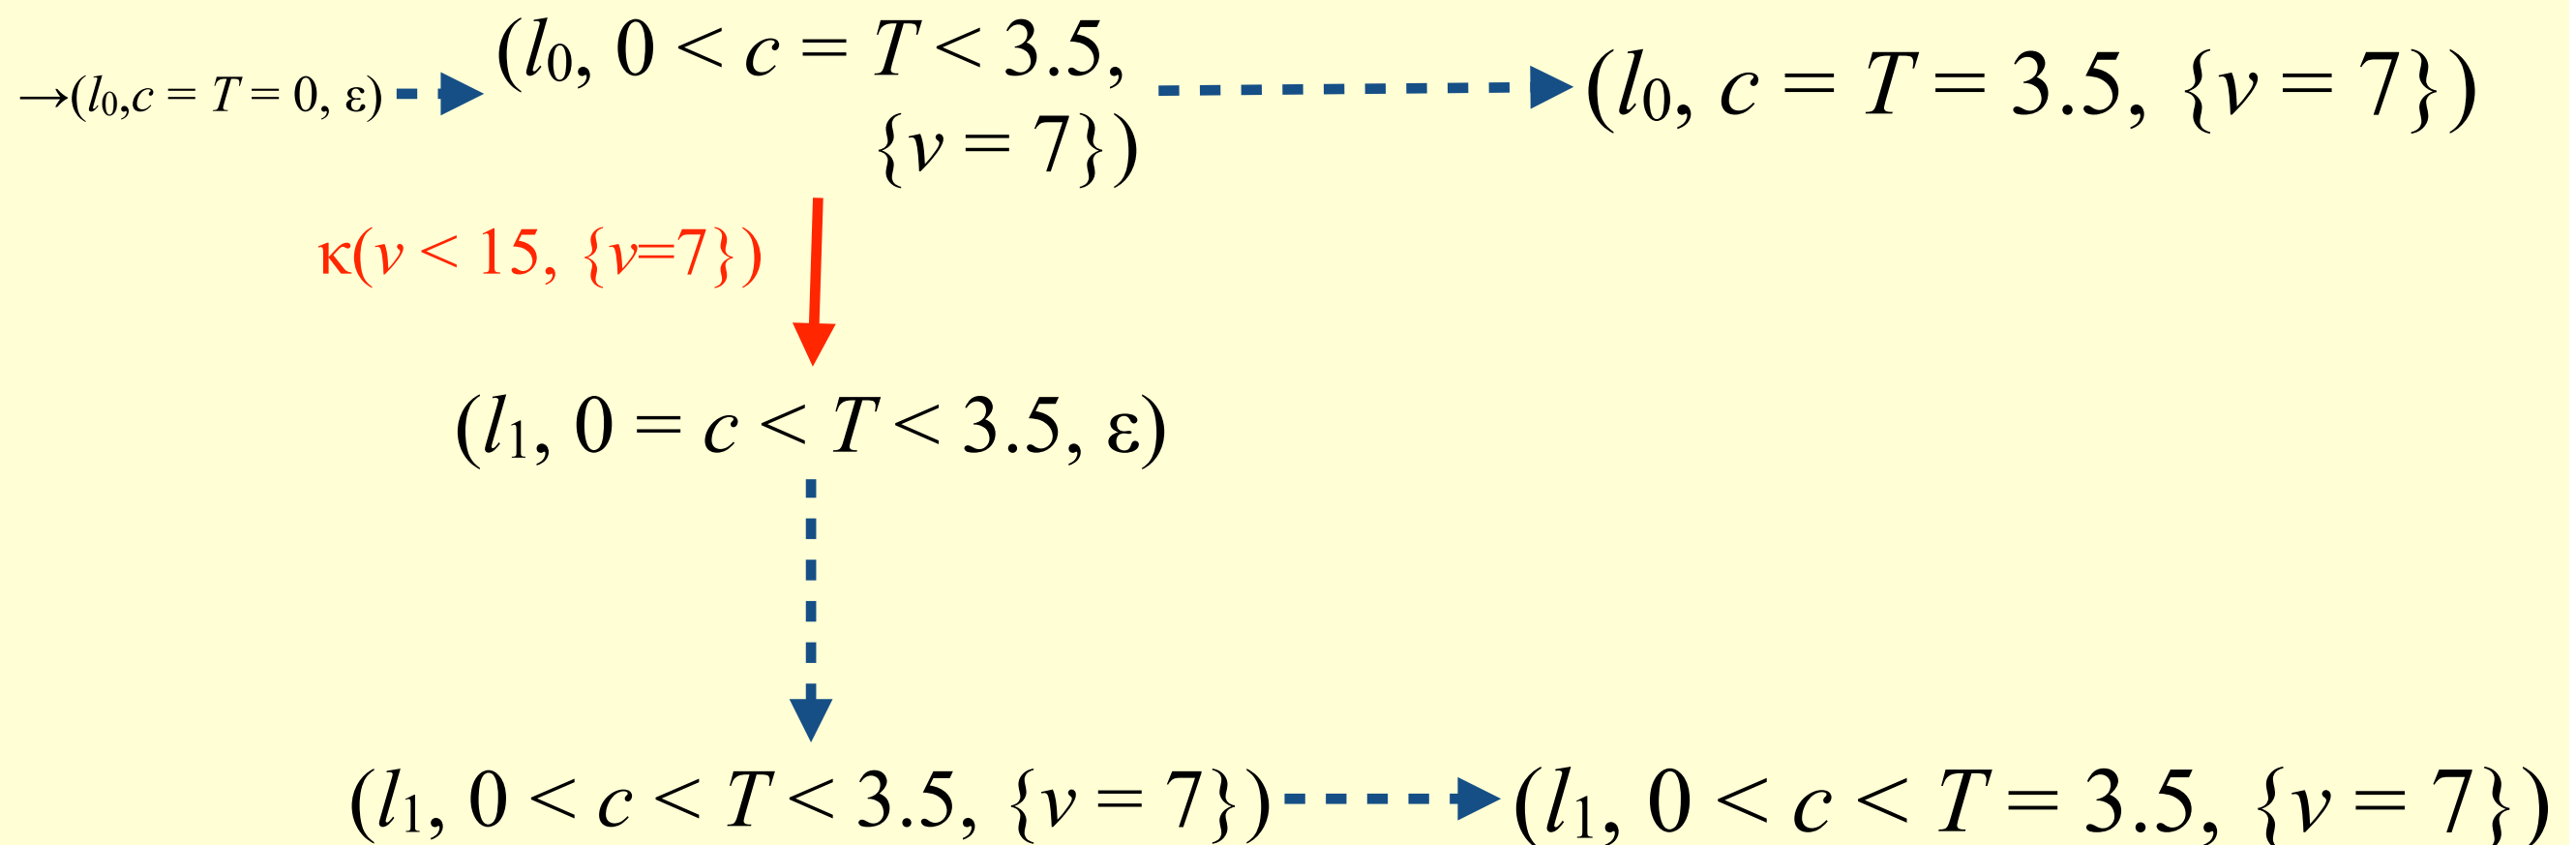 →(l₀,c = T = 0, ε)
(l₀, 0 < c = T < 3.5,
{v = 7})
(l₀, c = T = 3.5, {v = 7})
κ(v < 15, {v=7})
(l₁, 0 = c < T < 3.5, ε)
(l₁, 0 < c < T < 3.5, {v = 7})
(l₁, 0 < c < T = 3.5, {v = 7})